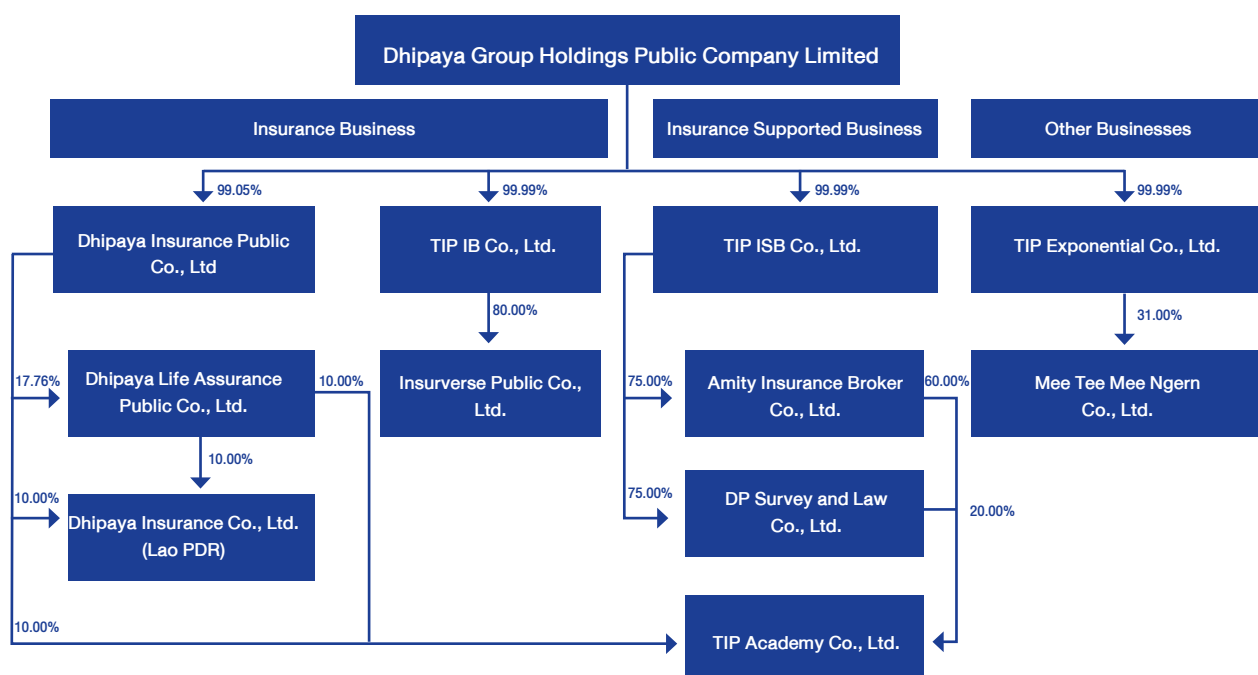 Dhipaya Group Holdings Public Company Limited
Insurance Business
Insurance Supported Business
Other Businesses
99.05%
99.99%
99.99%
99.99%
Dhipaya Insurance Public
Co., Ltd
TIP IB Co., Ltd.
TIP ISB Co., Ltd.
TIP Exponential Co., Ltd.
80.00%
31.00%
17.76%
Dhipaya Life Assurance
Public Co., Ltd.
10.00%
Insurverse Public Co.,
Ltd.
75.00%
Amity Insurance Broker
Co., Ltd.
60.00%
Mee Tee Mee Ngern
Co., Ltd.
10.00%
10.00%
Dhipaya Insurance Co., Ltd.
(Lao PDR)
75.00%
DP Survey and Law
Co., Ltd.
20.00%
10.00%
TIP Academy Co., Ltd.